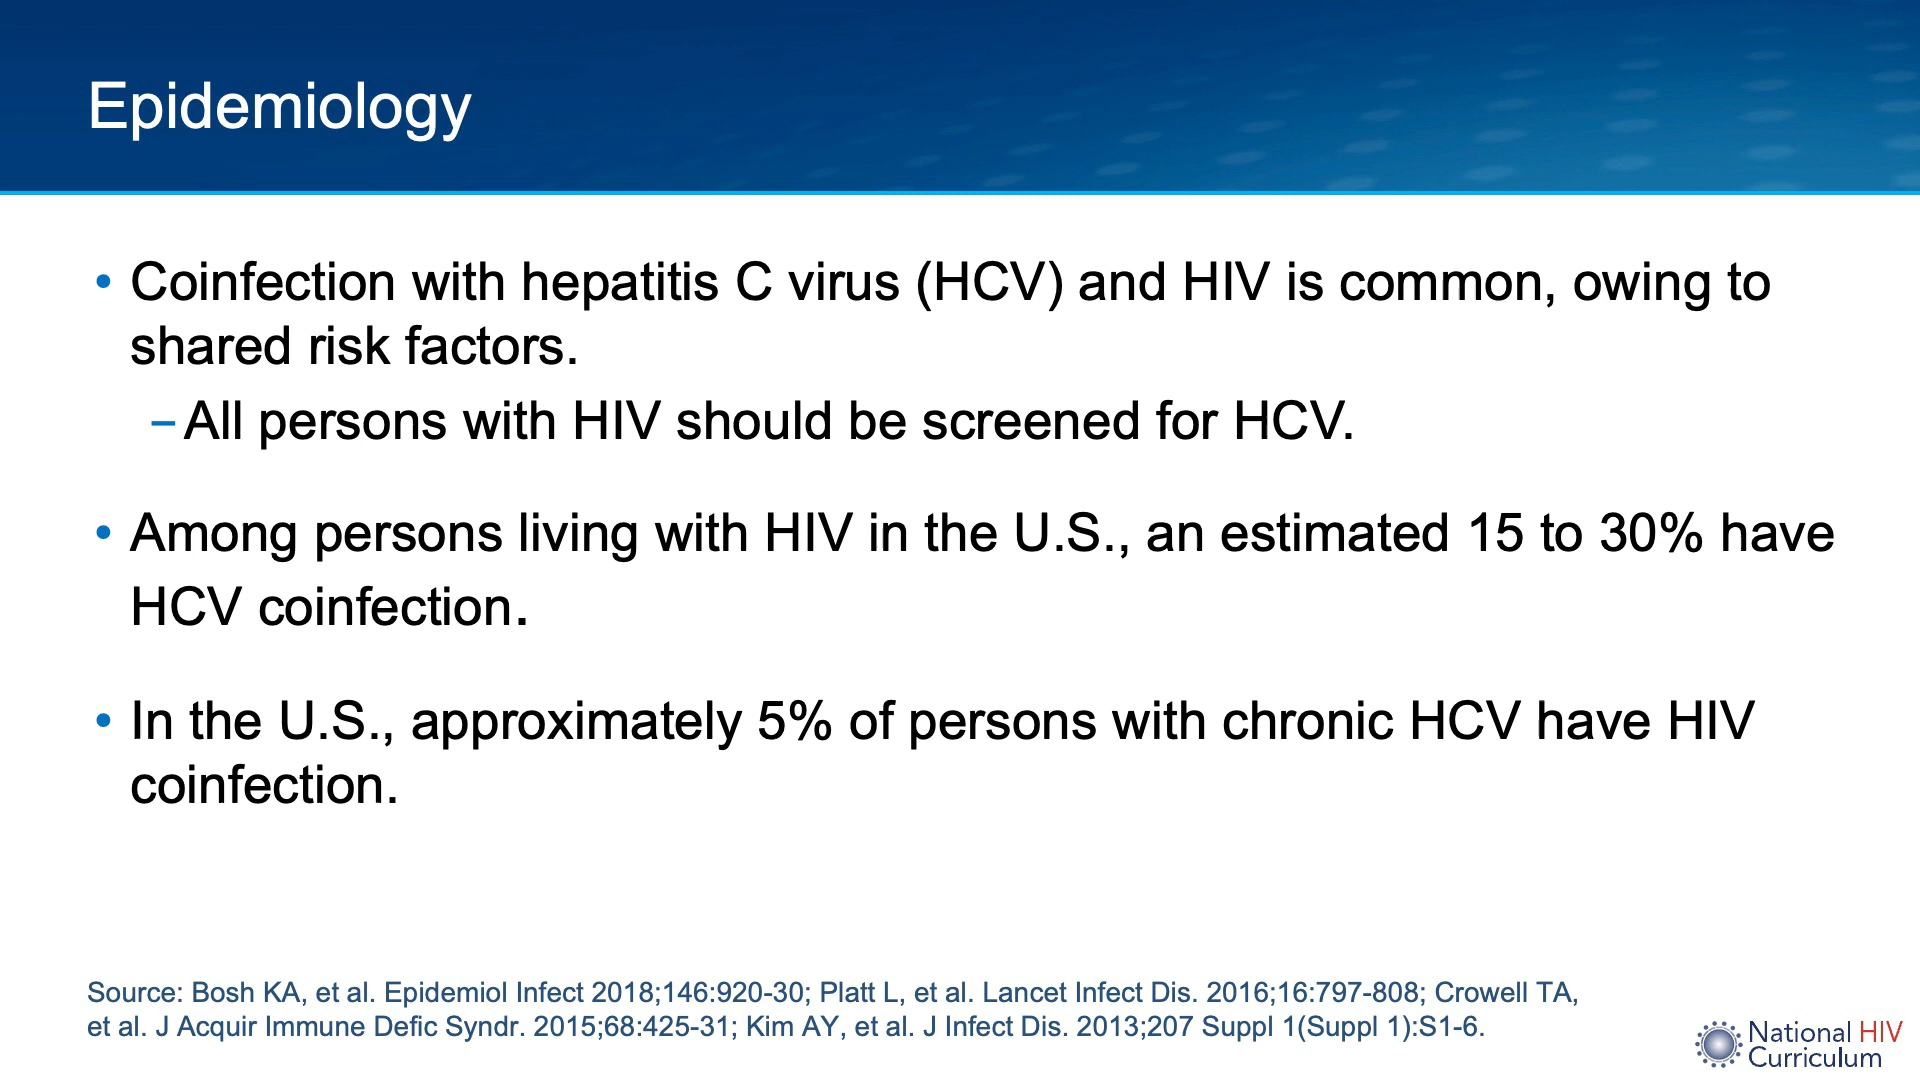 Epidemiology
• Coinfection with hepatitis C virus (HCV) and HIV is common, owing to
shared risk factors.
– All persons with HIV should be screened for HCV.
• Among persons living with HIV in the U.S., an estimated 15 to 30% have
HCV coinfection.
• In the U.S., approximately 5% of persons with chronic HCV have HIV
coinfection.
Source: Bosh KA, et al. Epidemiol Infect 2018;146:920-30; Platt L, et al. Lancet Infect Dis. 2016;16:797-808; Crowell TA,
et al. J Acquir Immune Defic Syndr. 2015;68:425-31; Kim AY, et al. J Infect Dis. 2013;207 Suppl 1(Suppl 1):S1-6.
National HIV
Curriculum